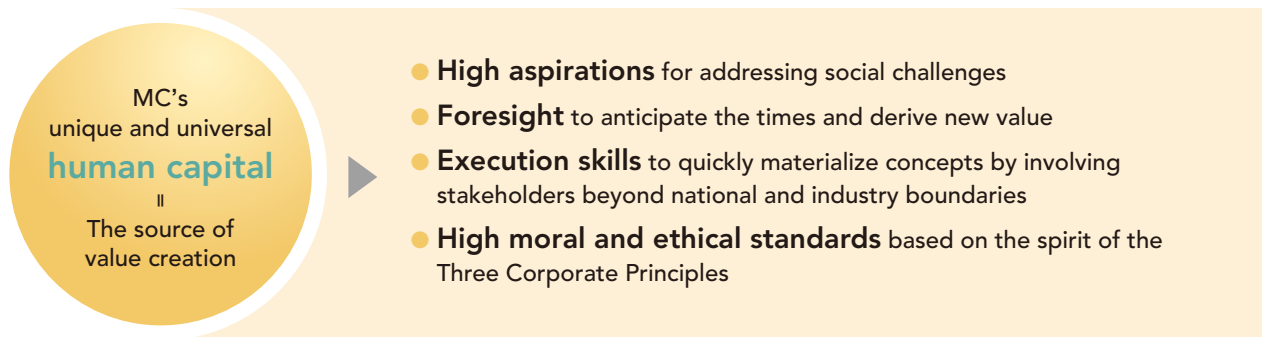 MC's
unique and universal
human capital
=
The source of
value creation
● High aspirations for addressing social challenges
● Foresight to anticipate the times and derive new value
● Execution skills to quickly materialize concepts by involving
stakeholders beyond national and industry boundaries
● High moral and ethical standards based on the spirit of the
Three Corporate Principles